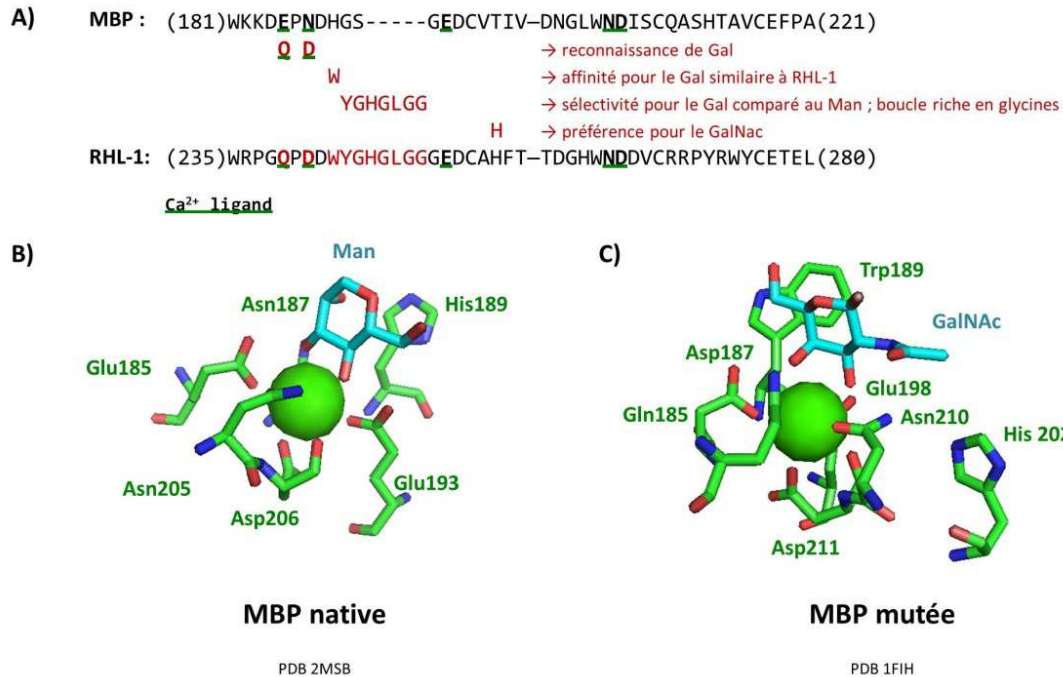 A) MBP : (181)WKKDEPNDHGS-----GEDCVTIV—DNGLWNDISCQASHTAVCEFPA(221)
Q D → reconnaissance de Gal
W → affinité pour le Gal similaire à RHL-1
YGHGLGG → sélectivité pour le Gal comparé au Man ; boucle riche en glycines
H → préférence pour le GalNac
RHL-1: (235)WRPGQPDDWYGHGLGGGEDCAHFT—TDGHWNDDVCRRPYRWYCETEL(280)
Ca²⁺ ligand
B)
Man
Asn187
His189
Glu185
Asn205
Glu193
Asp206
MBP native
PDB 2MSB
C)
Trp189
GalNAc
Asp187
Glu198
Gln185
Asn210
His 202
Asp211
MBP mutée
PDB 1FIH